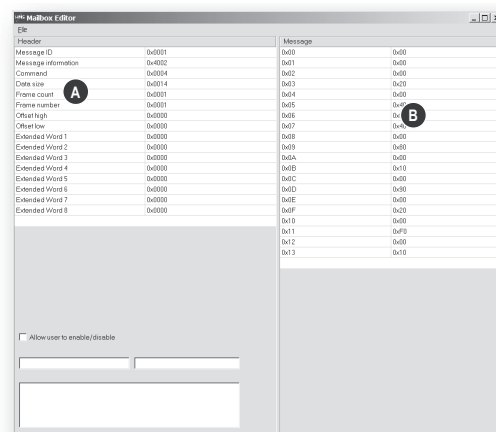 Mailbox Editor
File
Header
Message ID 0x0001
Message information 0x4002
Command 0x0004
Data size 0x0014
Frame count 0x0001
Frame number 0x0001
Offset high 0x0000
Offset low 0x0000
Extended Word 1 0x0000
Extended Word 2 0x0000
Extended Word 3 0x0000
Extended Word 4 0x0000
Extended Word 5 0x0000
Extended Word 6 0x0000
Extended Word 7 0x0000
Extended Word 8 0x0000
A
Allow user to enable/disable
Message
0x00 0x00
0x01 0x00
0x02 0x00
0x03 0x20
0x04 0x00
0x05
0x06
0x07
0x08 0x00
0x09 0x80
0x0A 0x00
0x0B 0x10
0x0C 0x00
0x0D 0x90
0x0E 0x00
0x0F 0x20
0x10 0x00
0x11 0xF0
0x12 0x00
0x13 0x10
B